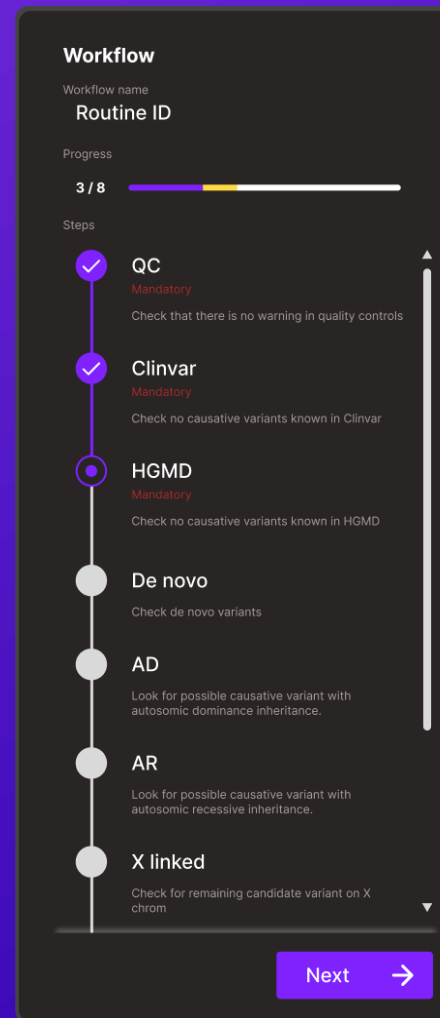 Workflow
Workflow name
Routine ID
Progress
3 / 8
Steps
QC
Mandatory
Check that there is no warning in quality controls
Clinvar
Mandatory
Check no causative variants known in Clinvar
HGMD
Mandatory
Check no causative variants known in HGMD
De novo
Check de novo variants
AD
Look for possible causative variant with
autosomic dominance inheritance.
AR
Look for possible causative variant with
autosomic recessive inheritance.
X linked
Check for remaining candidate variant on X
chrom
Next